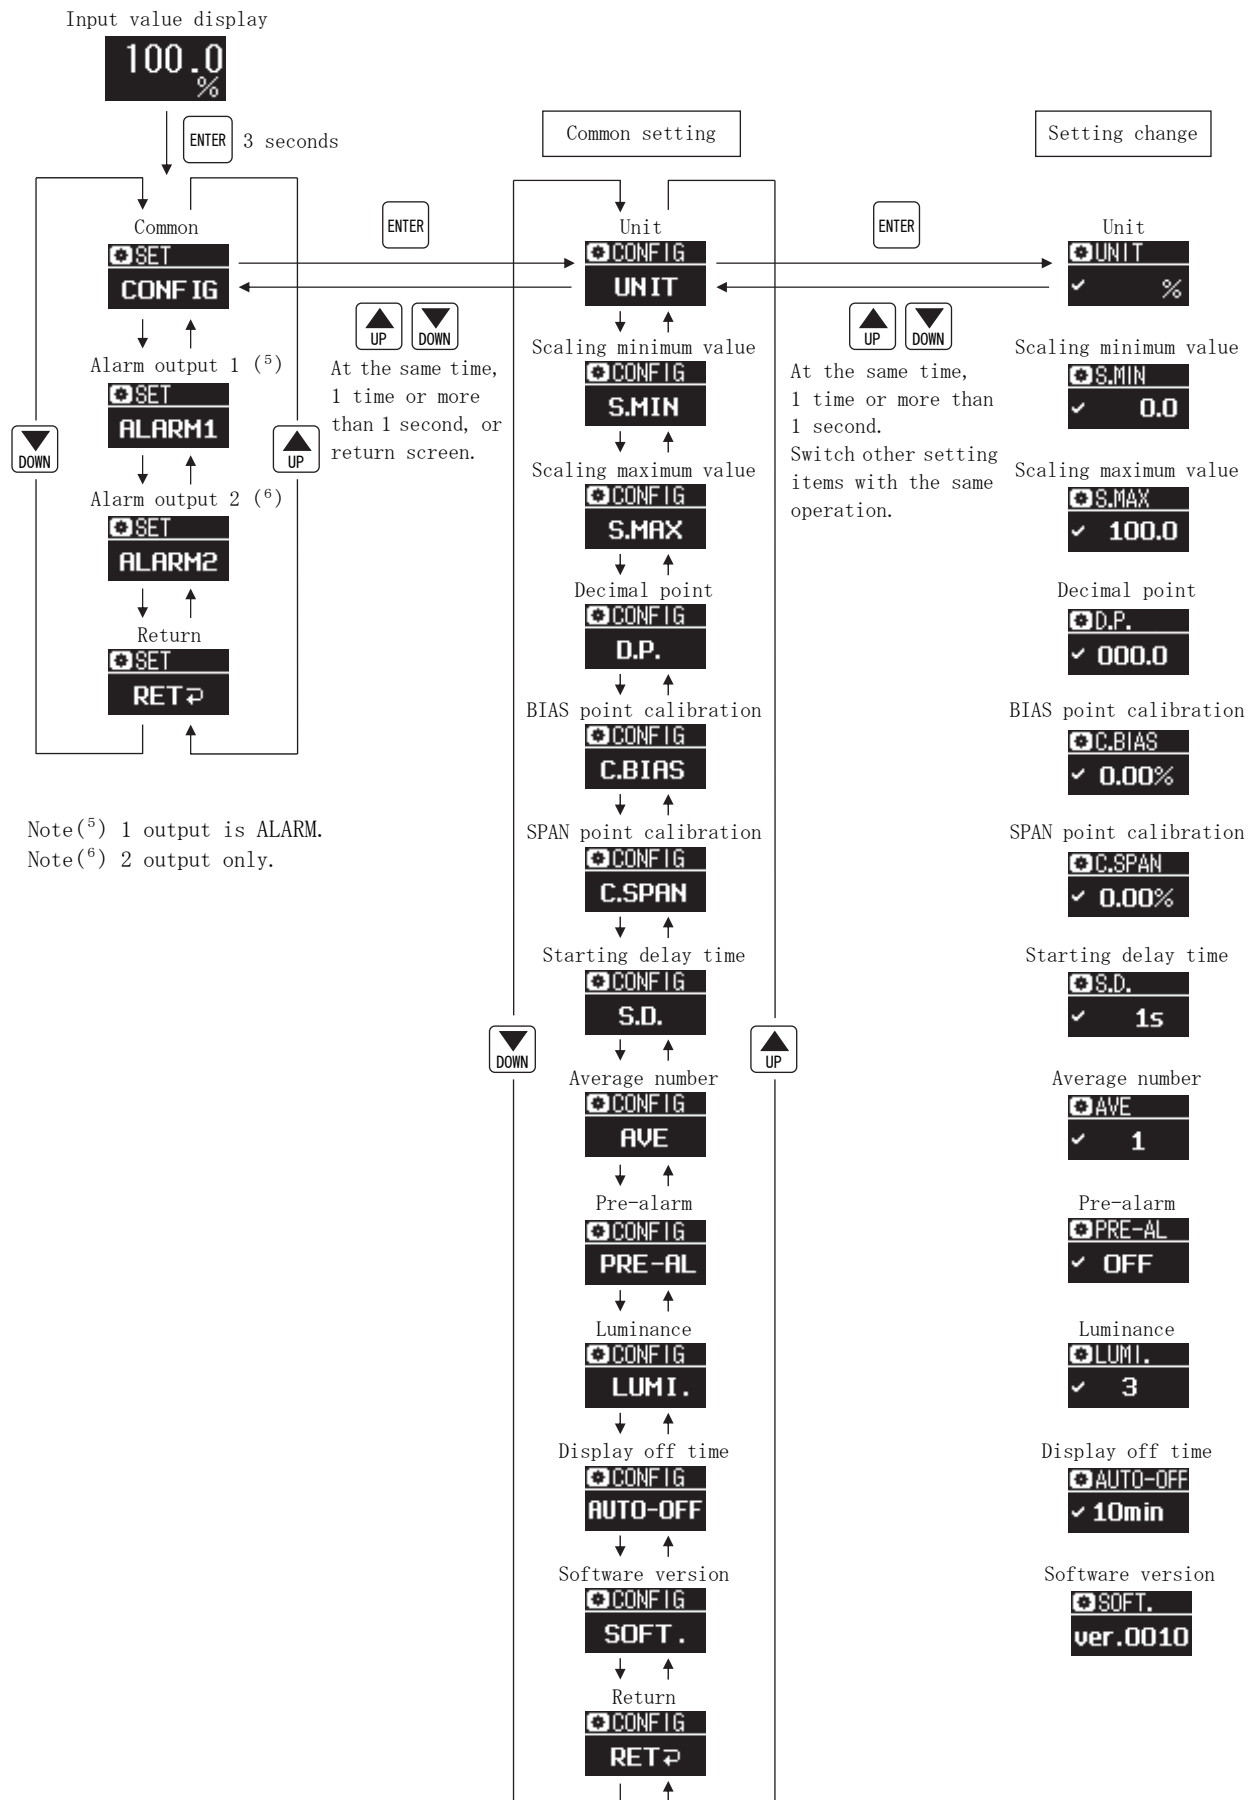 Input value display
100.0
%
ENTER 3 seconds
Common
SET
CONFIG
Alarm output 1 (⁵)
SET
ALARM1
Alarm output 2 (⁶)
SET
ALARM2
Return
SET
RET⮌
DOWN
UP
Note(⁵) 1 output is ALARM.
Note(⁶) 2 output only.
ENTER
UP DOWN
At the same time,
1 time or more
than 1 second, or
return screen.
Common setting
Unit
CONFIG
UNIT
Scaling minimum value
CONFIG
S.MIN
Scaling maximum value
CONFIG
S.MAX
Decimal point
CONFIG
D.P.
BIAS point calibration
CONFIG
C.BIAS
SPAN point calibration
CONFIG
C.SPAN
Starting delay time
CONFIG
S.D.
Average number
CONFIG
AVE
Pre-alarm
CONFIG
PRE-AL
Luminance
CONFIG
LUMI.
Display off time
CONFIG
AUTO-OFF
Software version
CONFIG
SOFT.
Return
CONFIG
RET⮌
DOWN
UP
ENTER
UP DOWN
At the same time,
1 time or more than
1 second.
Switch other setting
items with the same
operation.
Setting change
Unit
UNIT
✓ %
Scaling minimum value
S.MIN
✓ 0.0
Scaling maximum value
S.MAX
✓ 100.0
Decimal point
D.P.
✓ 000.0
BIAS point calibration
C.BIAS
✓ 0.00%
SPAN point calibration
C.SPAN
✓ 0.00%
Starting delay time
S.D.
✓ 1s
Average number
AVE
✓ 1
Pre-alarm
PRE-AL
✓ OFF
Luminance
LUMI.
✓ 3
Display off time
AUTO-OFF
✓ 10min
Software version
SOFT.
ver.0010